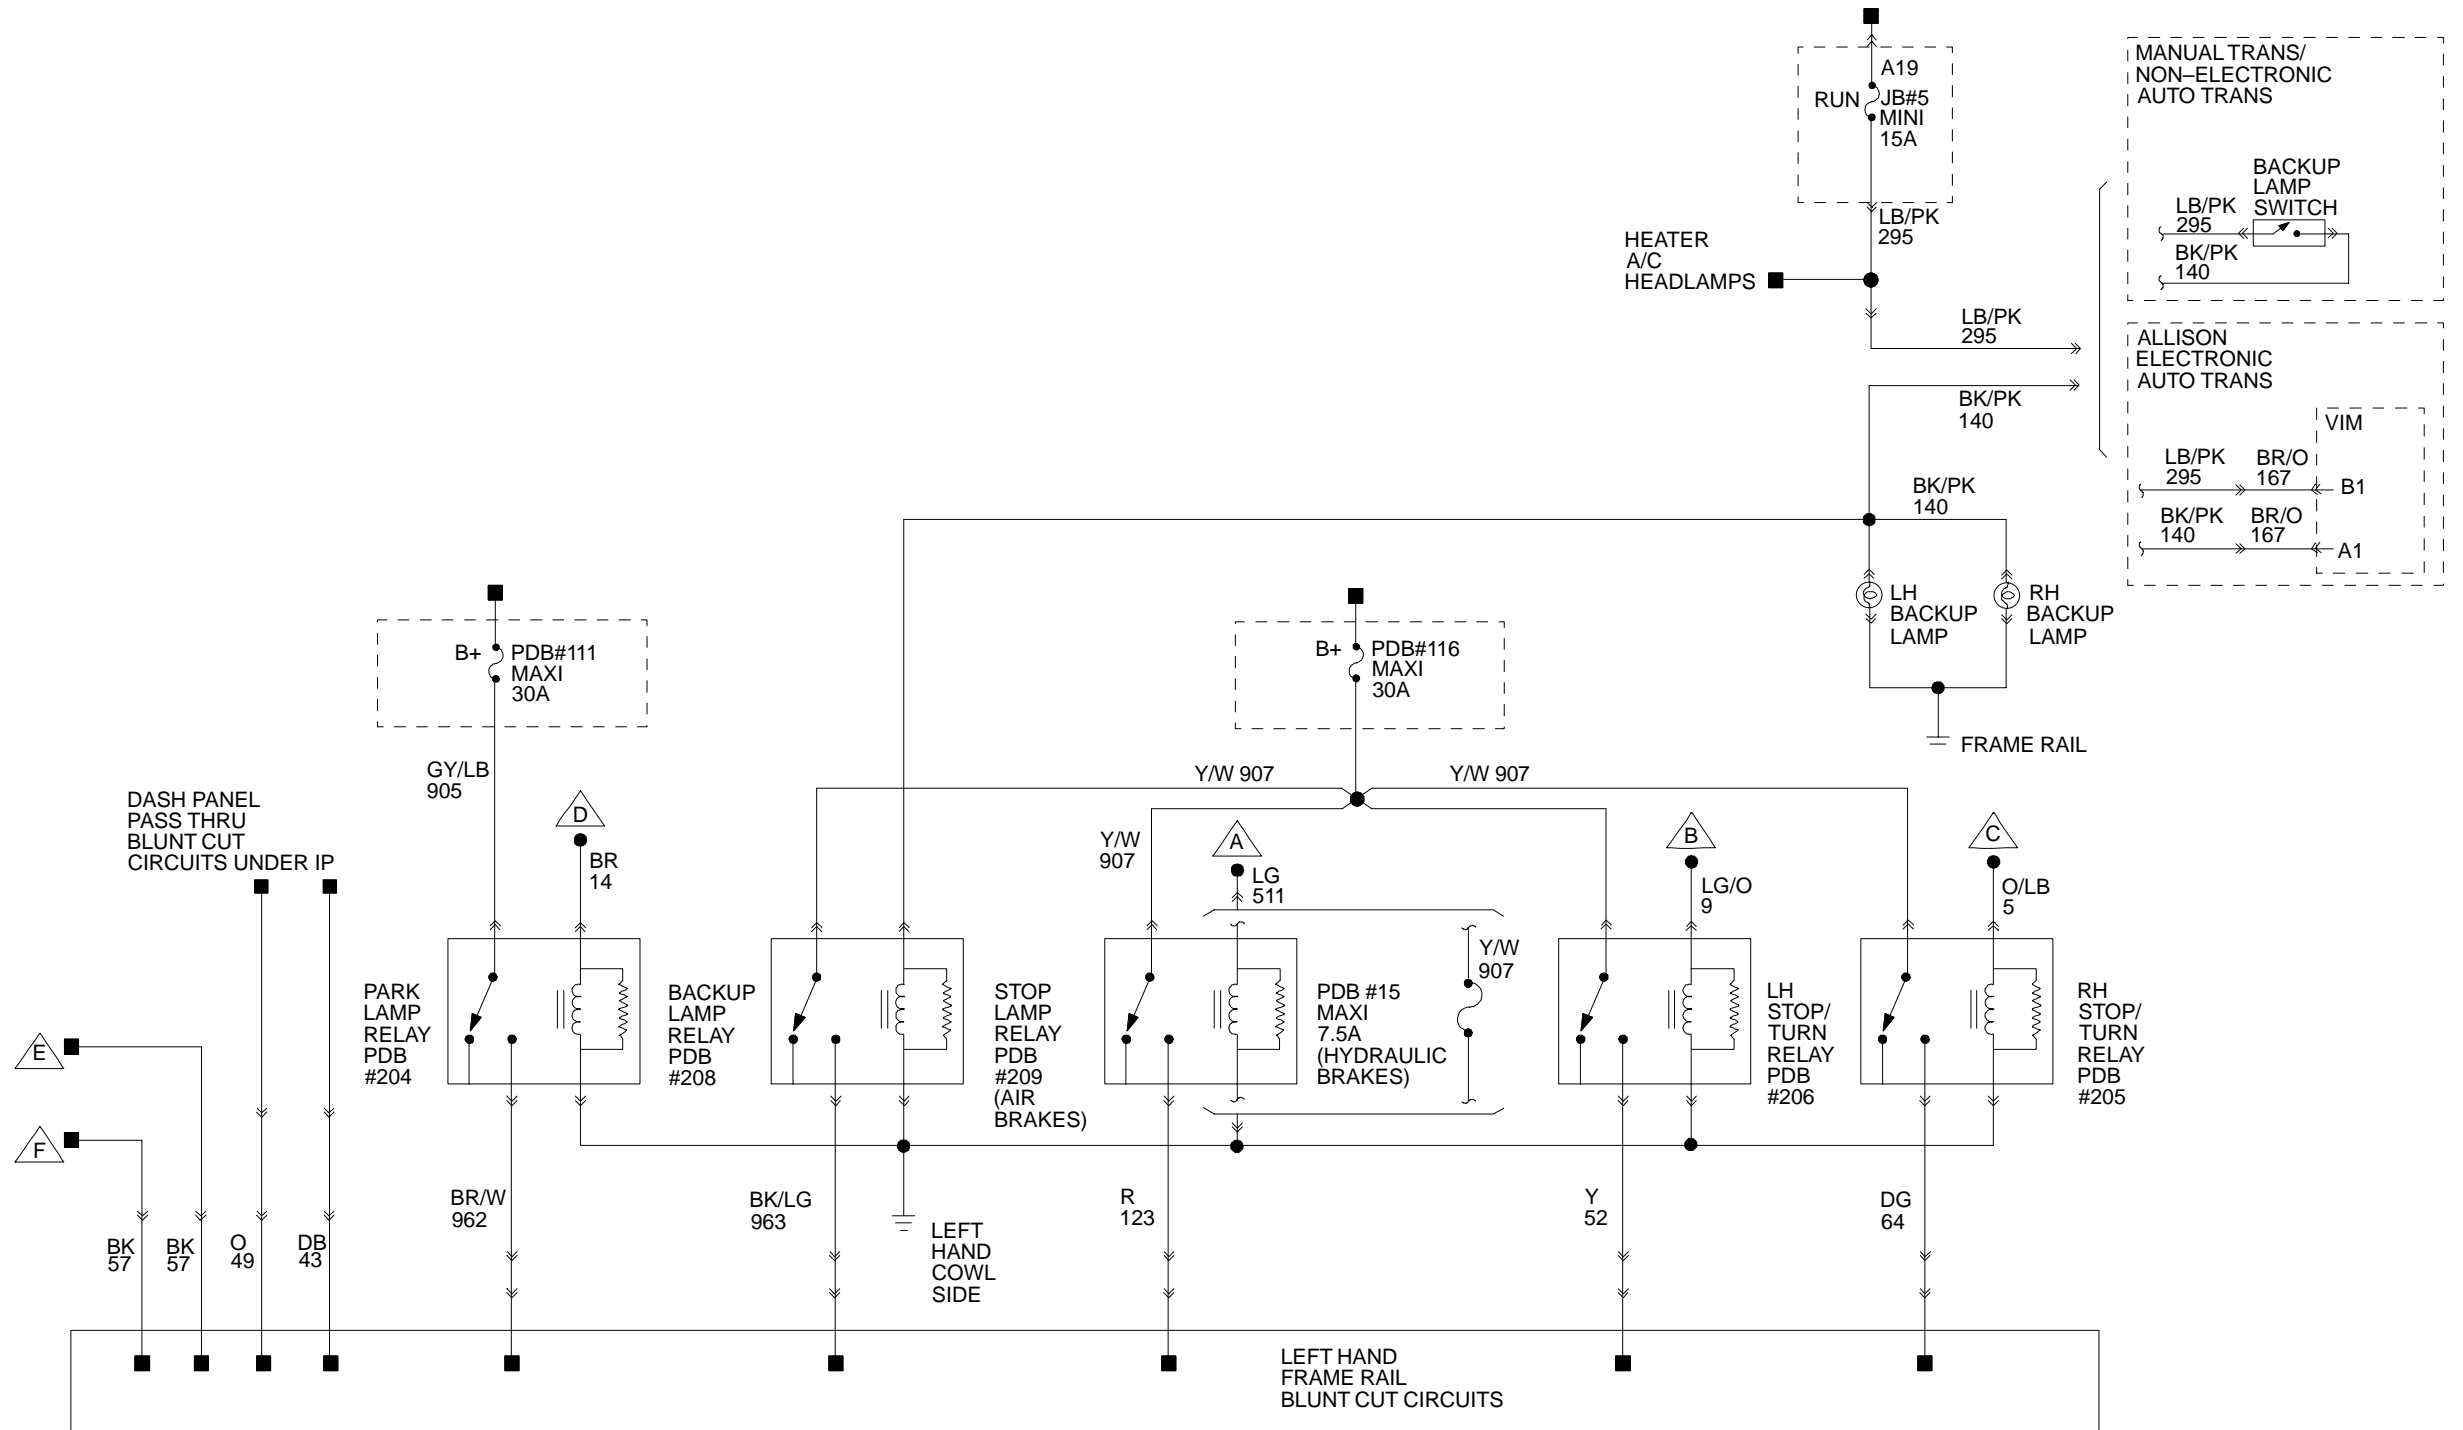 A19
RUN
JB#5
MINI
15A
LB/PK
295
HEATER
A/C
HEADLAMPS
LB/PK
295
BK/PK
140
MANUAL TRANS/
NON–ELECTRONIC
AUTO TRANS
BACKUP
LAMP
SWITCH
LB/PK
295
BK/PK
140
ALLISON
ELECTRONIC
AUTO TRANS
VIM
LB/PK
295
BR/O
167
B1
BK/PK
140
BR/O
167
A1
BK/PK
140
LH
BACKUP
LAMP
RH
BACKUP
LAMP
FRAME RAIL
B+
PDB#111
MAXI
30A
GY/LB
905
B+
PDB#116
MAXI
30A
Y/W 907
Y/W 907
DASH PANEL
PASS THRU
BLUNT CUT
CIRCUITS UNDER IP
D
BR
14
Y/W
907
A
LG
511
B
LG/O
9
C
O/LB
5
Y/W
907
PARK
LAMP
RELAY
PDB
#204
BACKUP
LAMP
RELAY
PDB
#208
STOP
LAMP
RELAY
PDB
#209
(AIR
BRAKES)
PDB #15
MAXI
7.5A
(HYDRAULIC
BRAKES)
LH
STOP/
TURN
RELAY
PDB
#206
RH
STOP/
TURN
RELAY
PDB
#205
E
F
BK
57
BK
57
O
49
DB
43
BR/W
962
BK/LG
963
LEFT
HAND
COWL
SIDE
R
123
Y
52
DG
64
LEFT HAND
FRAME RAIL
BLUNT CUT CIRCUITS